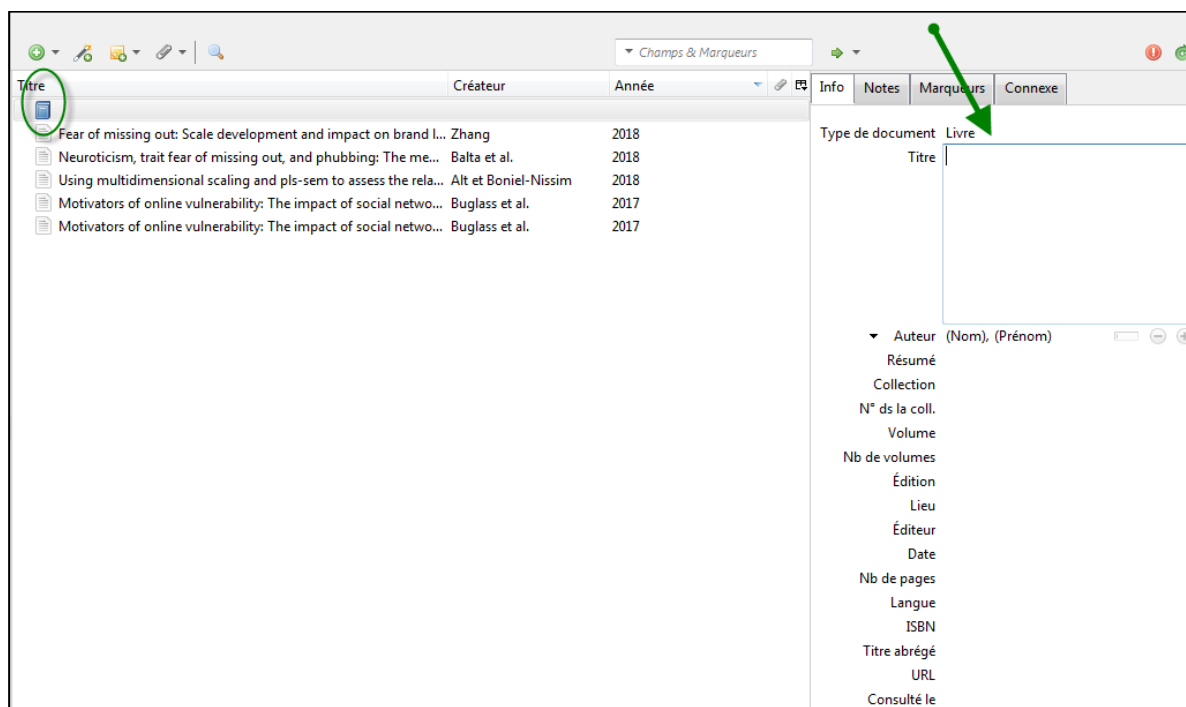 Champs & Marqueurs
Titre Créateur Année
Fear of missing out: Scale development and impact on brand l... Zhang 2018
Neuroticism, trait fear of missing out, and phubbing: The me... Balta et al. 2018
Using multidimensional scaling and pls-sem to assess the rela... Alt et Boniel-Nissim 2018
Motivators of online vulnerability: The impact of social netwo... Buglass et al. 2017
Motivators of online vulnerability: The impact of social netwo... Buglass et al. 2017
Info Notes Marqueurs Connexe
Type de document Livre
Titre
Auteur (Nom), (Prénom)
Résumé
Collection
N° ds la coll.
Volume
Nb de volumes
Édition
Lieu
Éditeur
Date
Nb de pages
Langue
ISBN
Titre abrégé
URL
Consulté le